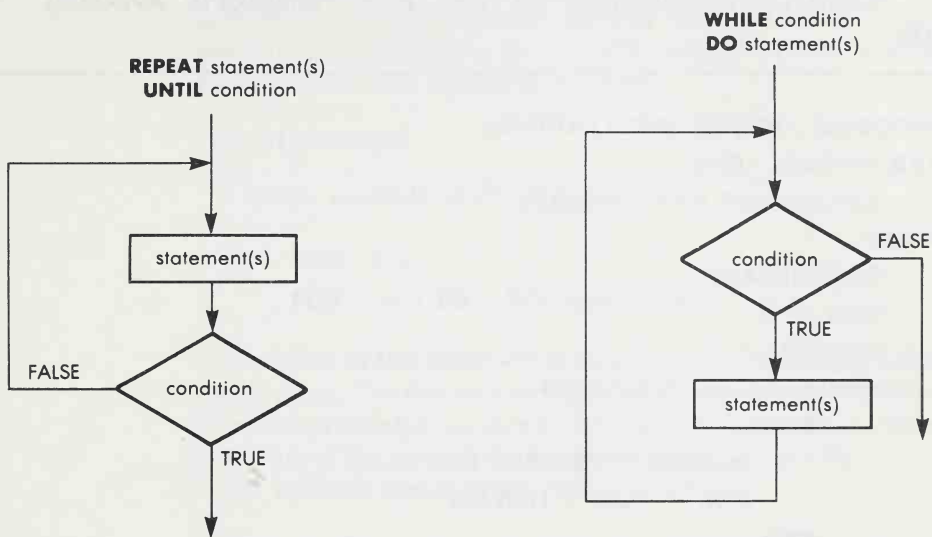 REPEAT statement(s)
UNTIL condition
statement(s)
FALSE
condition
TRUE
WHILE condition
DO statement(s)
condition
FALSE
TRUE
statement(s)